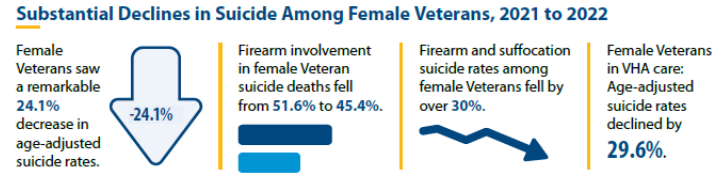 Substantial Declines in Suicide Among Female Veterans, 2021 to 2022
Female
Veterans saw
a remarkable
24.1%
decrease in
age-adjusted
suicide rates.
-24.1%
Firearm involvement
in female Veteran
suicide deaths fell
from 51.6% to 45.4%.
Firearm and suffocation
suicide rates among
female Veterans fell by
over 30%.
Female Veterans
in VHA care:
Age-adjusted
suicide rates
declined by
29.6%.